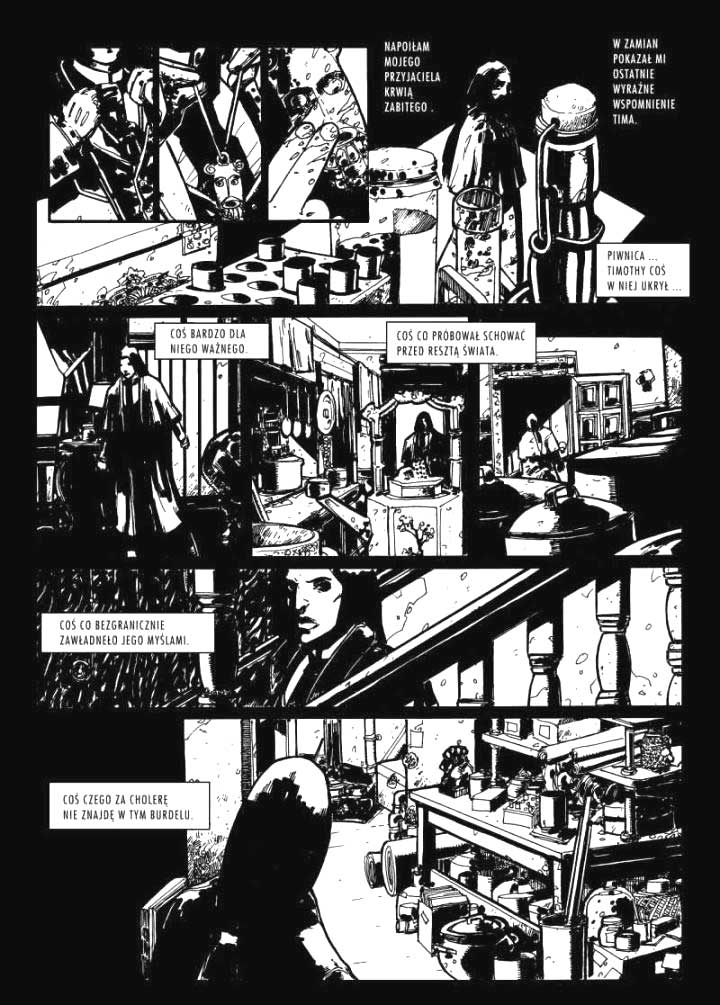 NAPOIŁAM
MOJEGO
PRZYJACIELA
KRWIĄ
ZABITEGO .
W ZAMIAN
POKAZAŁ MI
OSTATNIE
WYRAŹNE
WSPOMNIENIE
TIMA.
PIWNICA ...
TIMOTHY COŚ
W NIEJ UKRYŁ ...
COŚ BARDZO DLA
NIEGO WAŻNEGO.
COŚ CO PRÓBOWAŁ SCHOWAĆ
PRZED RESZTĄ ŚWIATA.
COŚ CO BEZGRANICZNIE
ZAWŁADNEŁO JEGO MYŚLAMI.
COŚ CZEGO ZA CHOLERĘ
NIE ZNAJDĘ W TYM BURDELU.